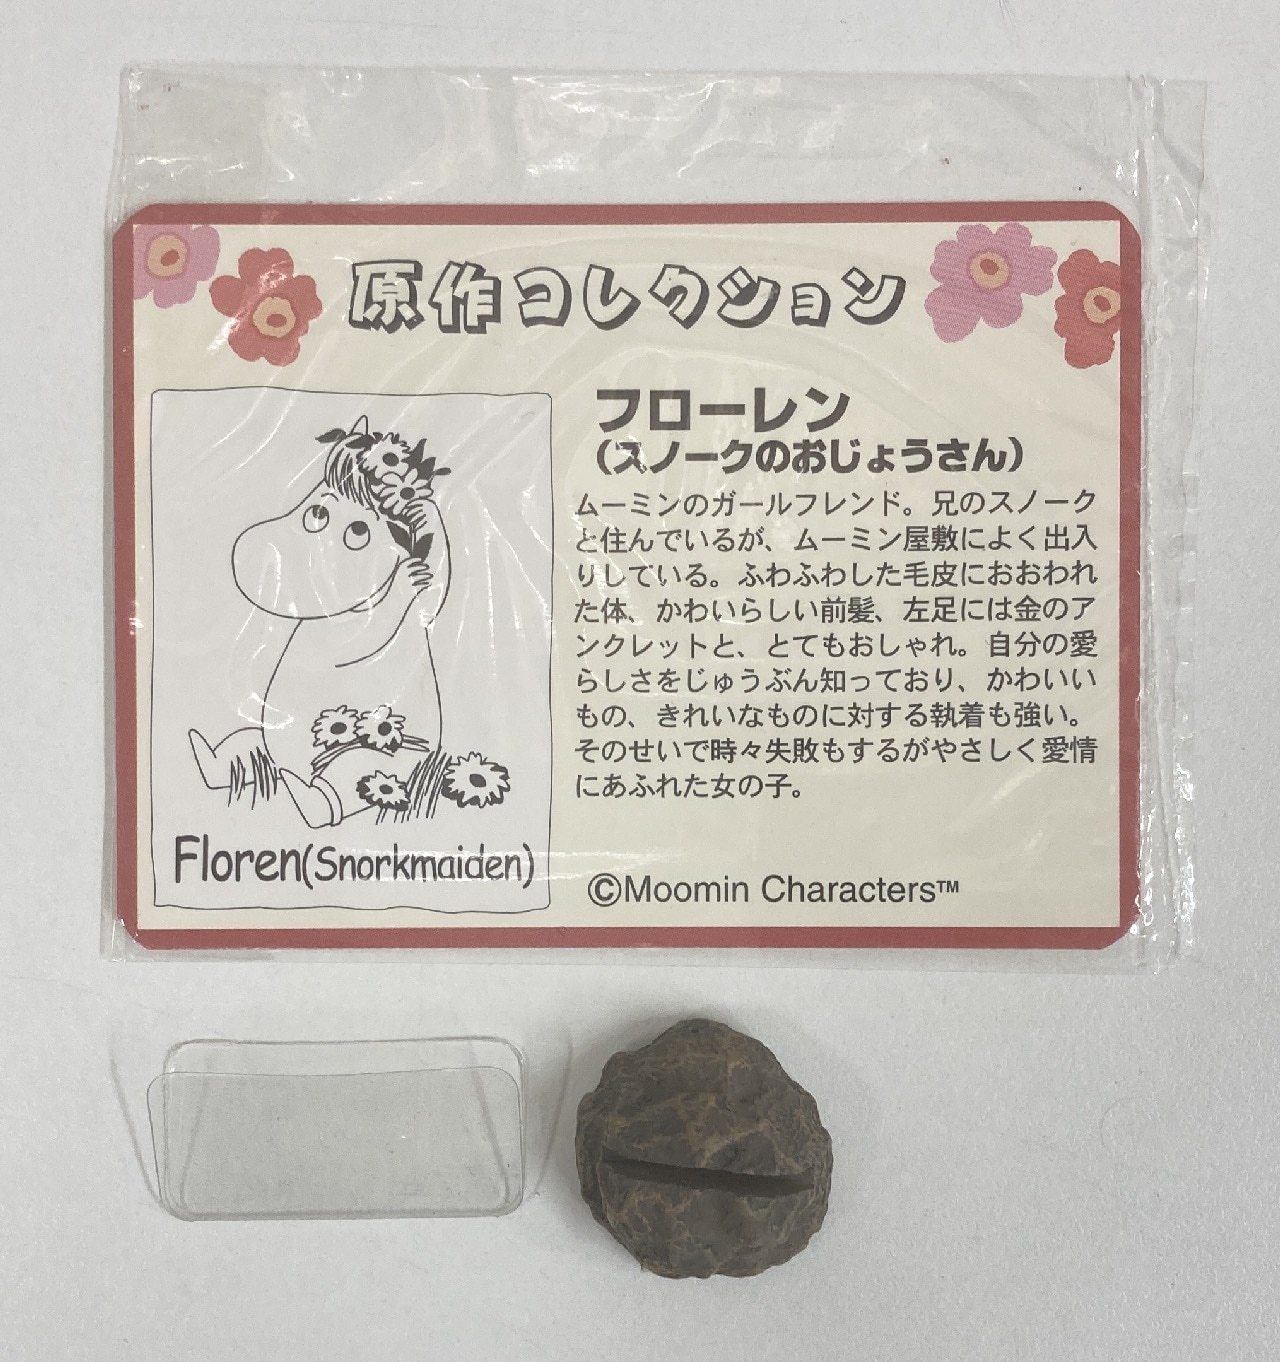 原作コレクション
フローレン
（スノークのおじょうさん）
ムーミンのガールフレンド。兄のスノーク
と住んでいるが、ムーミン屋敷によく出入
りしている。ふわふわした毛皮におおわれ
た体、かわいらしい前髪、左足には金のア
ンクレットと、とてもおしゃれ。自分の愛
らしさをじゅうぶん知っており、かわいい
もの、きれいなものに対する執着も強い。
そのせいで時々失敗もするがやさしく愛情
にあふれた女の子。
Floren(Snorkmaiden)
©Moomin Characters™